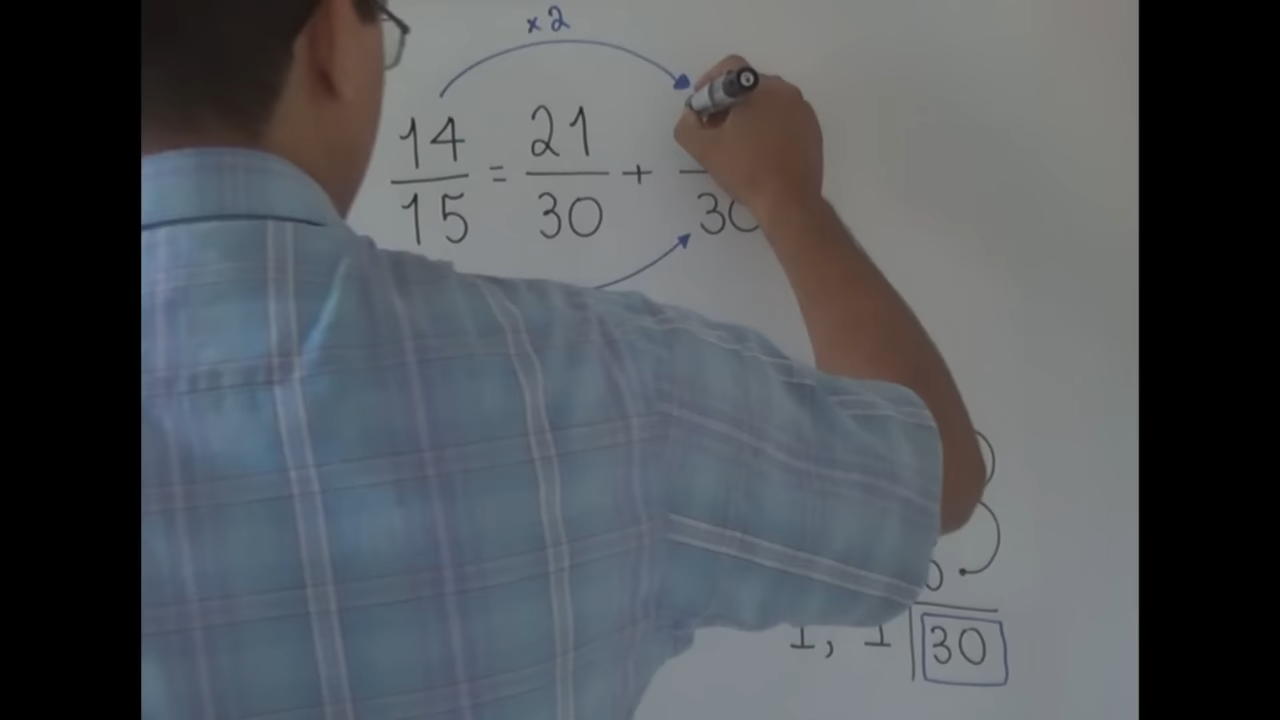 ×2
14/15 = 21/30 + /30
1, 1 | 30